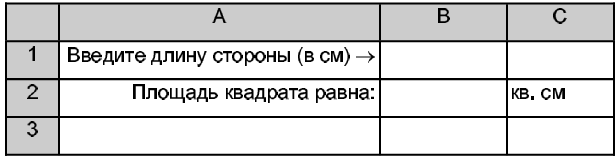 A B C
1 Введите длину стороны (в см) →
2 Площадь квадрата равна: кв. см
3